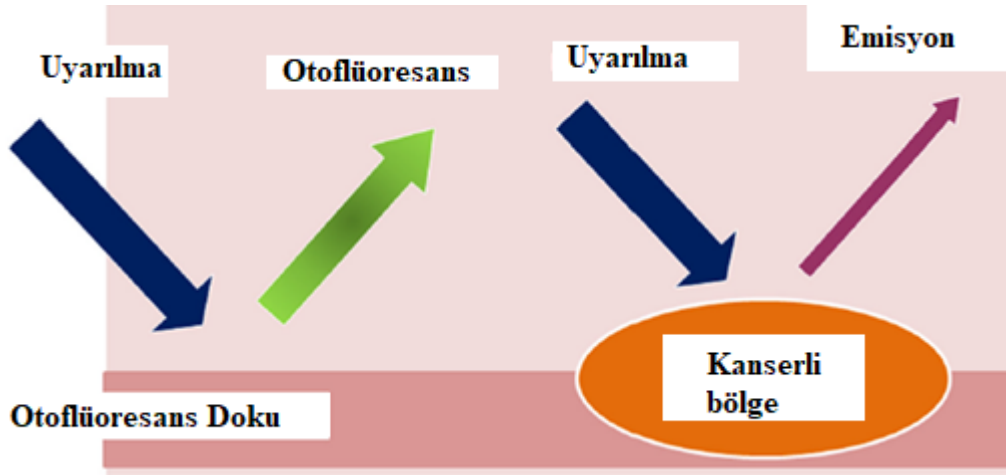 Uyarılma
Otoflüoresans
Uyarılma
Emisyon
Otoflüoresans Doku
Kanserli
bölge